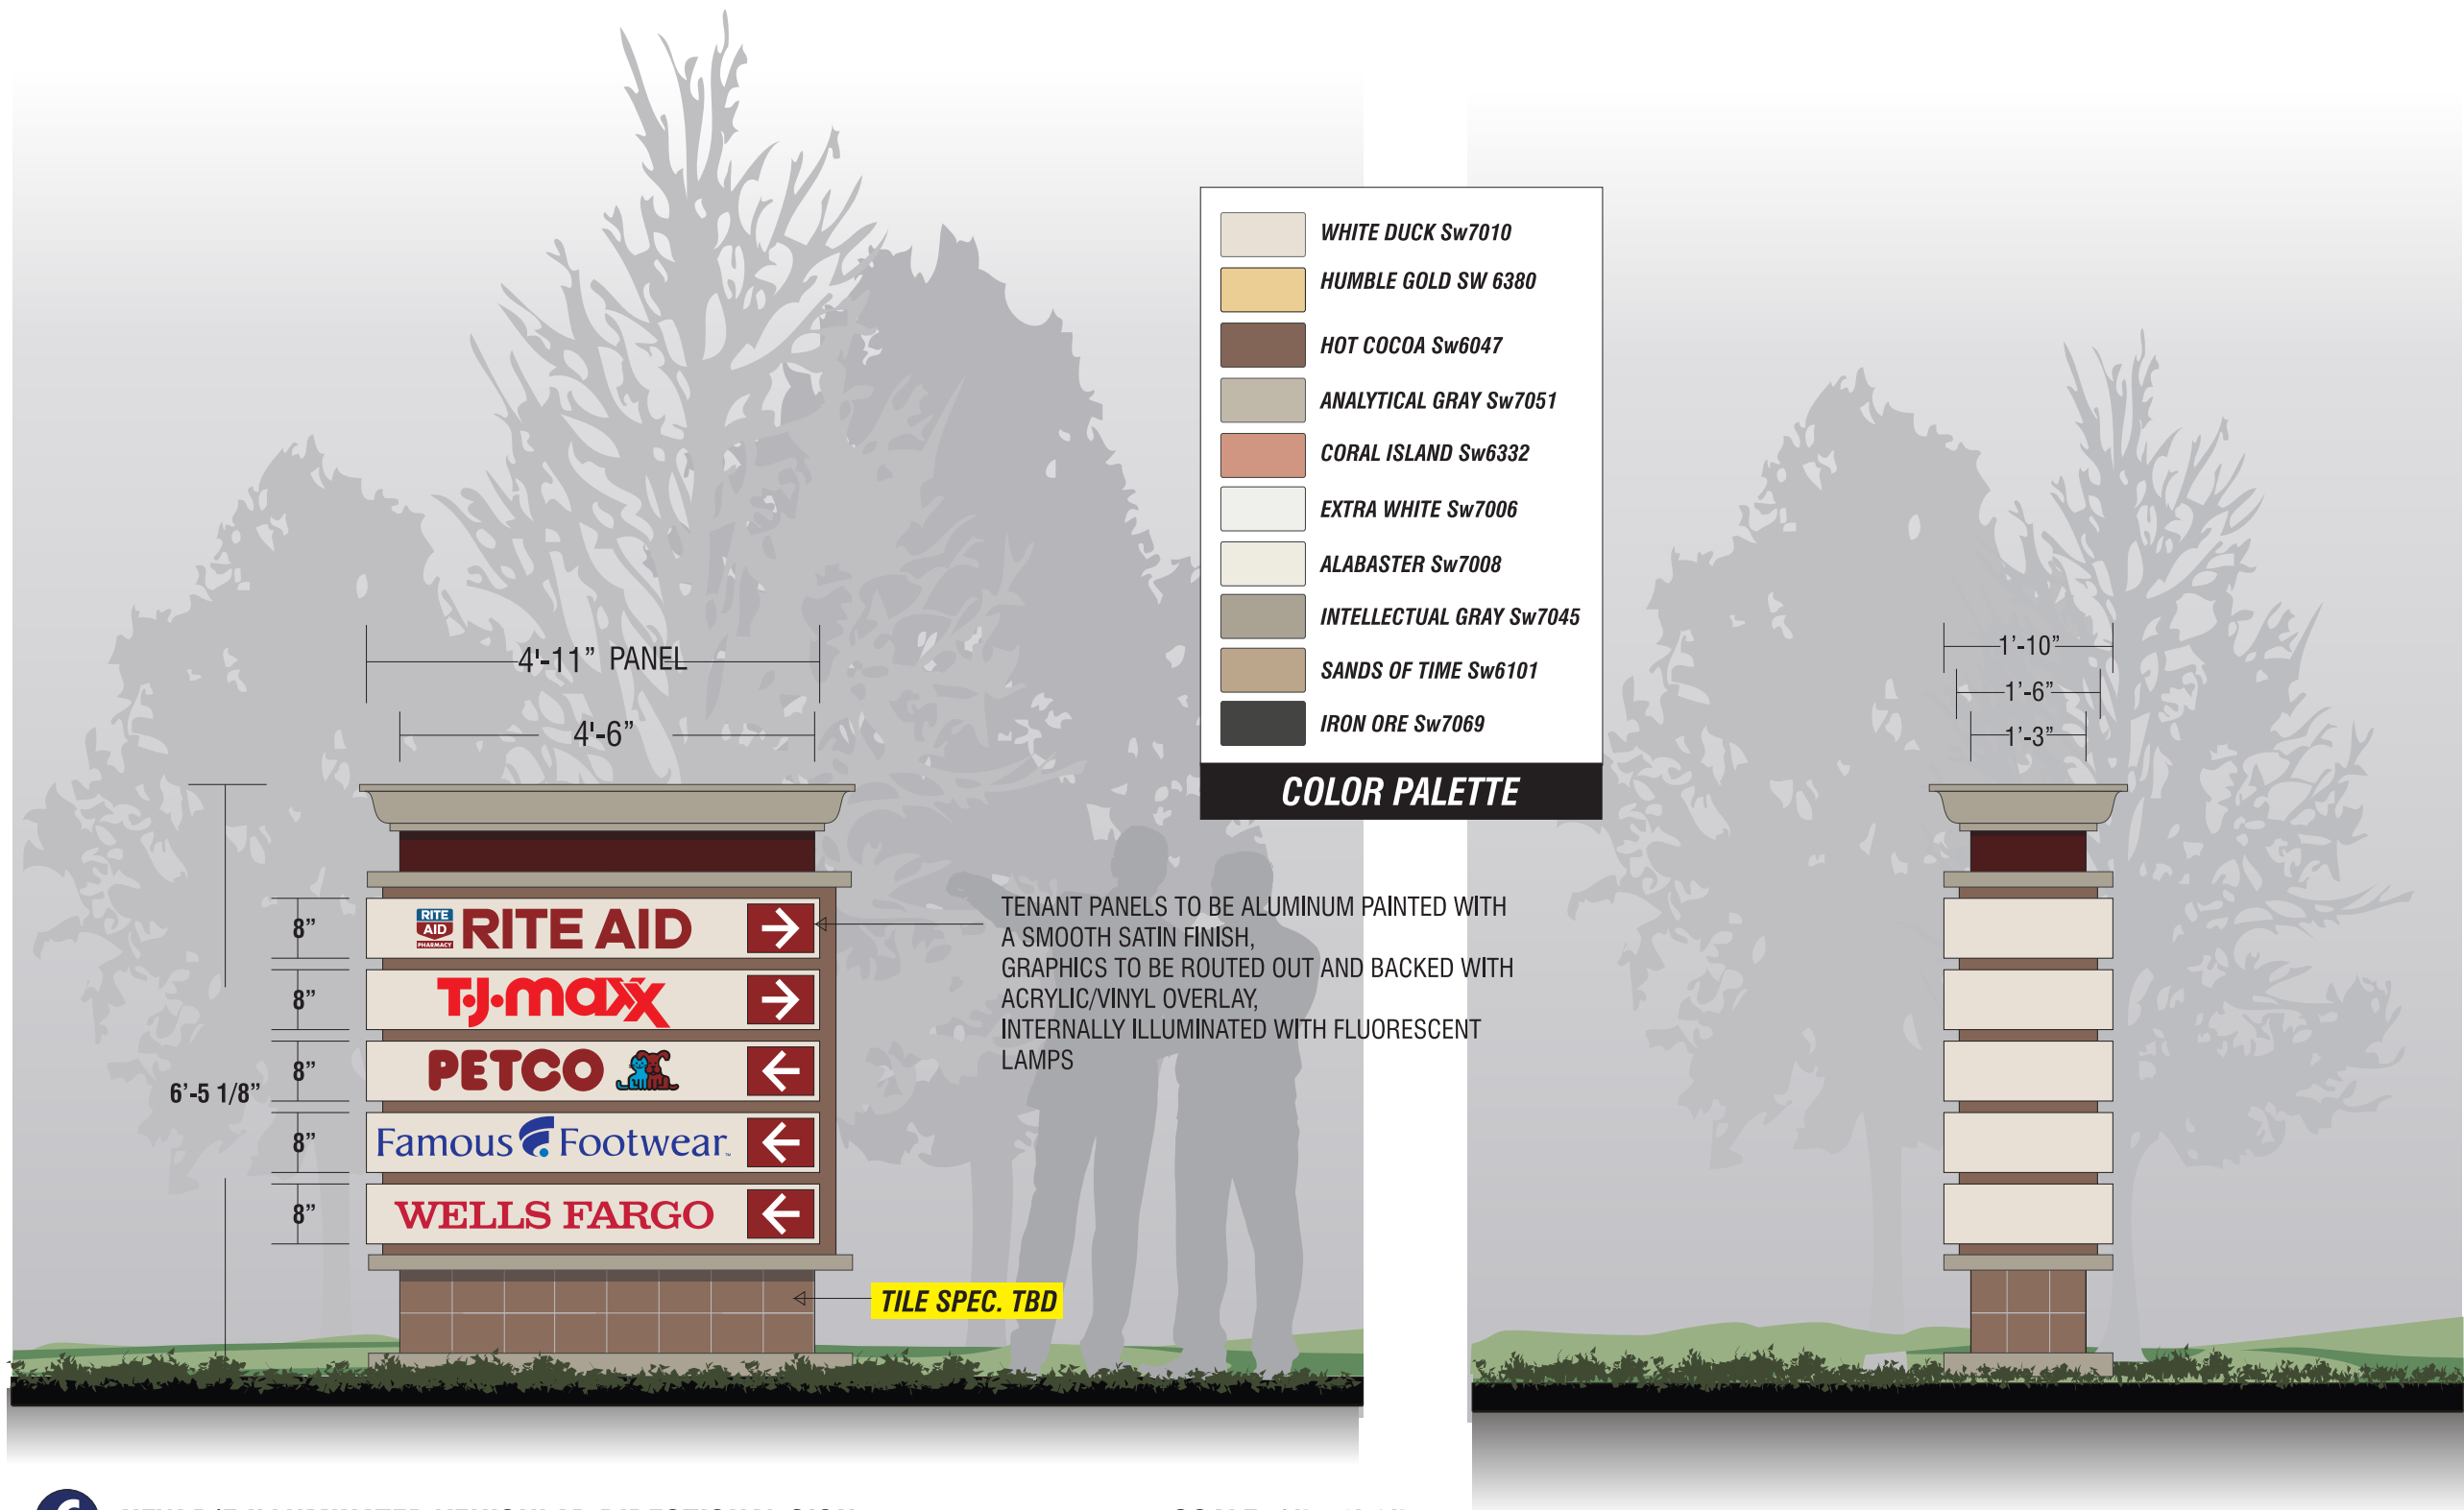 WHITE DUCK Sw7010
HUMBLE GOLD SW 6380
HOT COCOA Sw6047
ANALYTICAL GRAY Sw7051
CORAL ISLAND Sw6332
EXTRA WHITE Sw7006
ALABASTER Sw7008
INTELLECTUAL GRAY Sw7045
SANDS OF TIME Sw6101
IRON ORE Sw7069
COLOR PALETTE
4'-11” PANEL
4'-6”
1’-10”
1’-6”
1’-3”
6’-5 1/8”
8”
8”
8”
8”
8”
RITE
AID
PHARMACY
RITE AID
T•J•maxx
PETCO
Famous Footwear™
WELLS FARGO
TENANT PANELS TO BE ALUMINUM PAINTED WITH
A SMOOTH SATIN FINISH,
GRAPHICS TO BE ROUTED OUT AND BACKED WITH
ACRYLIC/VINYL OVERLAY,
INTERNALLY ILLUMINATED WITH FLUORESCENT
LAMPS
TILE SPEC. TBD